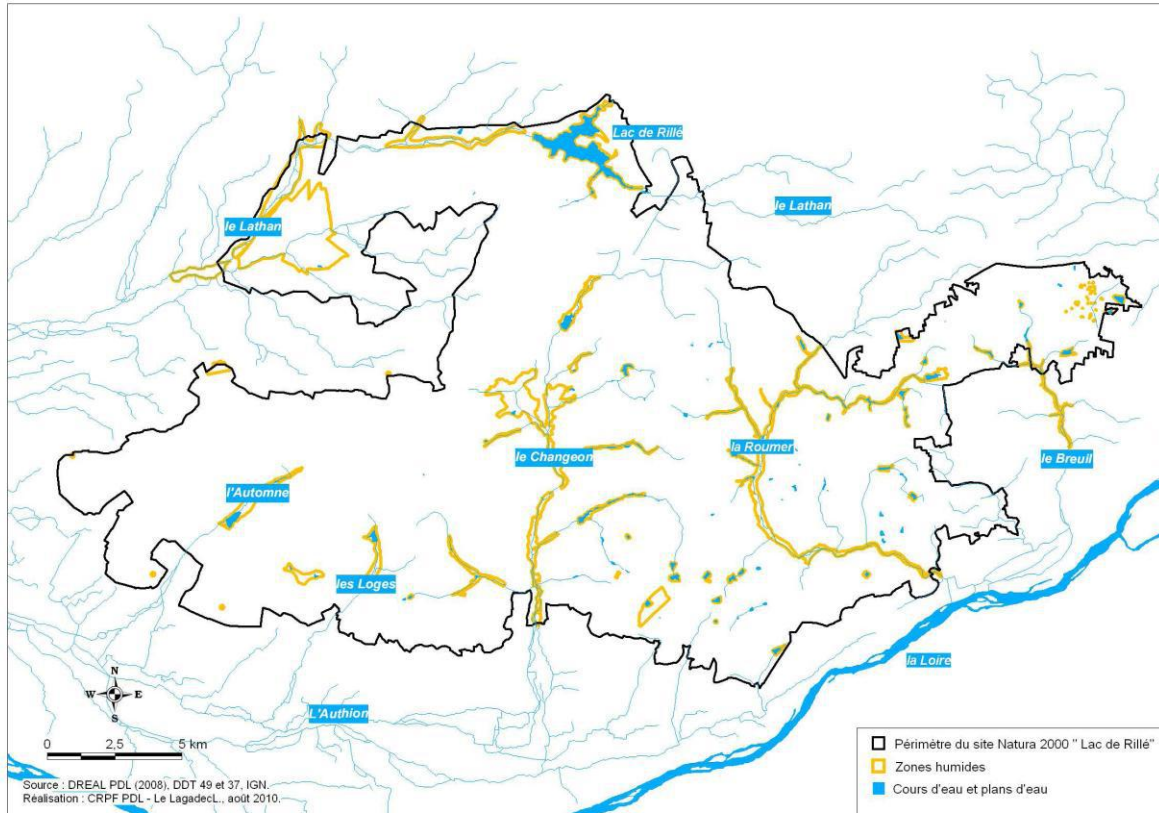 Lac de Rillé
le Lathan
le Lathan
le Changeon
la Roumer
le Breuil
l'Automne
les Loges
la Loire
L'Authion
N
W E
S
0 2,5 5 km
Source : DREAL PDL (2008), DDT 49 et 37, IGN.
Réalisation : CRPF PDL - Le LagadecL., août 2010.
Périmètre du site Natura 2000 " Lac de Rillé"
Zones humides
Cours d'eau et plans d'eau